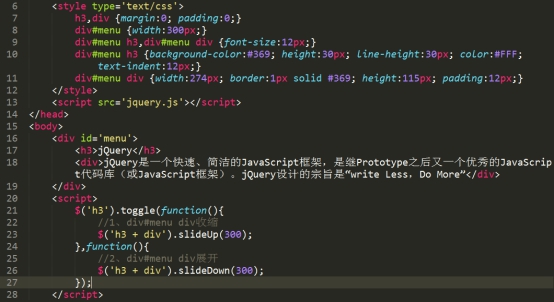 6 <style type='text/css'>
7 h3,div {margin:0; padding:0;}
8 div#menu {width:300px;}
9 div#menu h3,div#menu div {font-size:12px;}
10 div#menu h3 {background-color:#369; height:30px; line-height:30px; color:#FFF;
text-indent:12px;}
11 div#menu div {width:274px; border:1px solid #369; height:115px; padding:12px;}
12 </style>
13 <script src='jquery.js'></script>
14 </head>
15 <body>
16 <div id='menu'>
17 <h3>jQuery</h3>
18 <div>jQuery是一个快速、简洁的JavaScript框架，是继Prototype之后又一个优秀的JavaScrip
t代码库（或JavaScript框架）。jQuery设计的宗旨是“write Less，Do More”</div>
19 </div>
20 <script>
21 $('h3').toggle(function(){
22 //1、div#menu div收缩
23 $('h3 + div').slideUp(300);
24 },function(){
25 //2、div#menu div展开
26 $('h3 + div').slideDown(300);
27 });
28 </script>